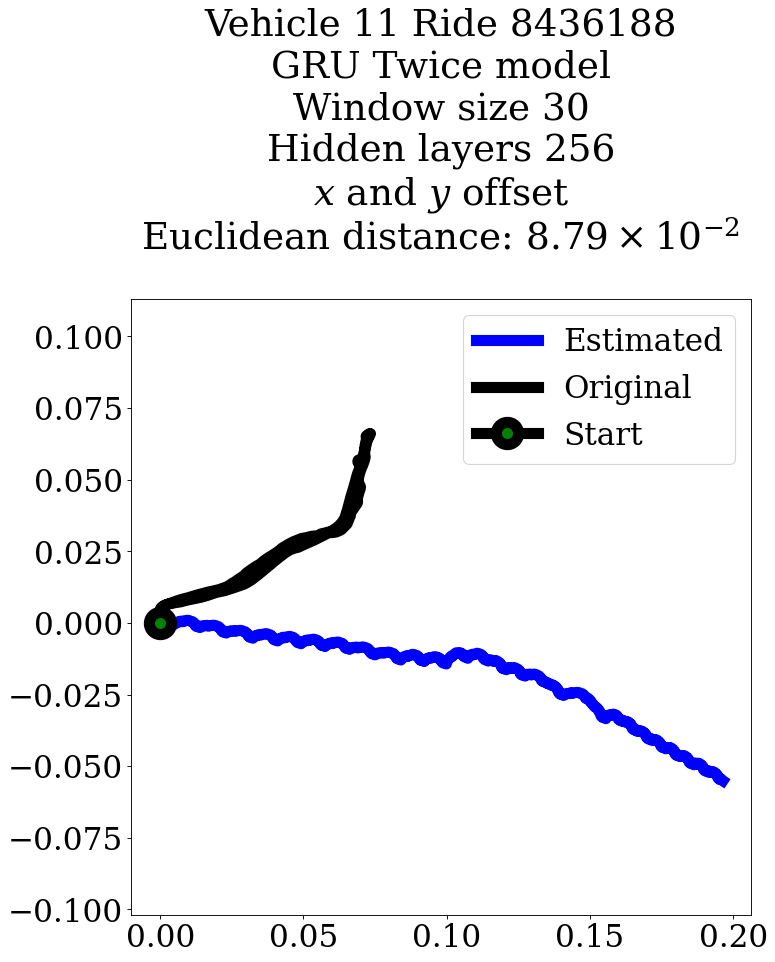 Vehicle 11 Ride 8436188
GRU Twice model
Window size 30
Hidden layers 256
x and y offset
Euclidean distance: 8.79 × 10⁻²
Estimated
Original
Start
0.100
0.075
0.050
0.025
0.000
−0.025
−0.050
−0.075
−0.100
0.00 0.05 0.10 0.15 0.20